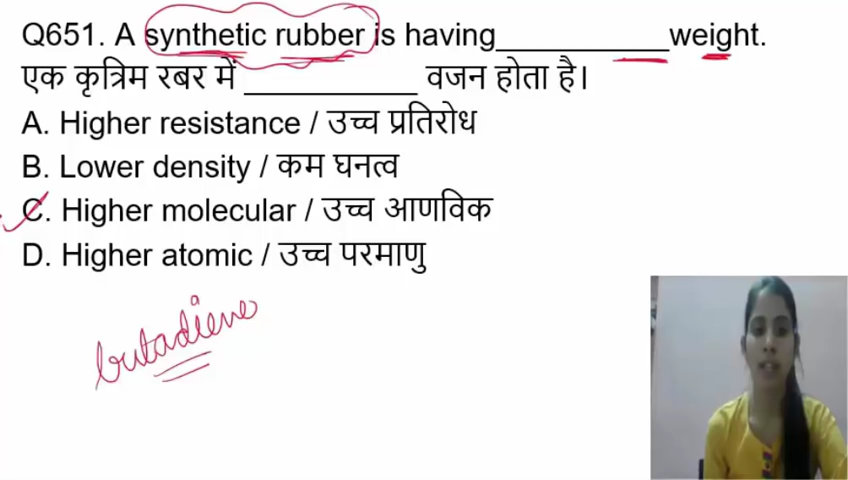 Q651. A synthetic rubber is having__________weight.
एक कृत्रिम रबर में __________ वजन होता है।
A. Higher resistance / उच्च प्रतिरोध
B. Lower density / कम घनत्व
C. Higher molecular / उच्च आणविक
D. Higher atomic / उच्च परमाणु
butadiene